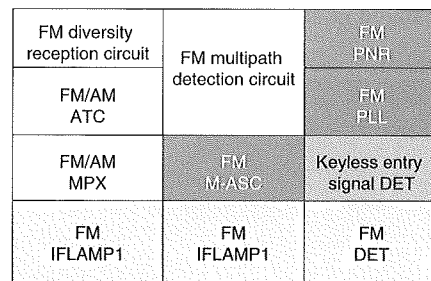 FM diversity
reception circuit
FM multipath
detection circuit
FM
PNR
FM/AM
ATC
FM
PLL
FM/AM
MPX
FM
M-ASC
Keyless entry
signal DET
FM
IFLAMP1
FM
IFLAMP1
FM
DET